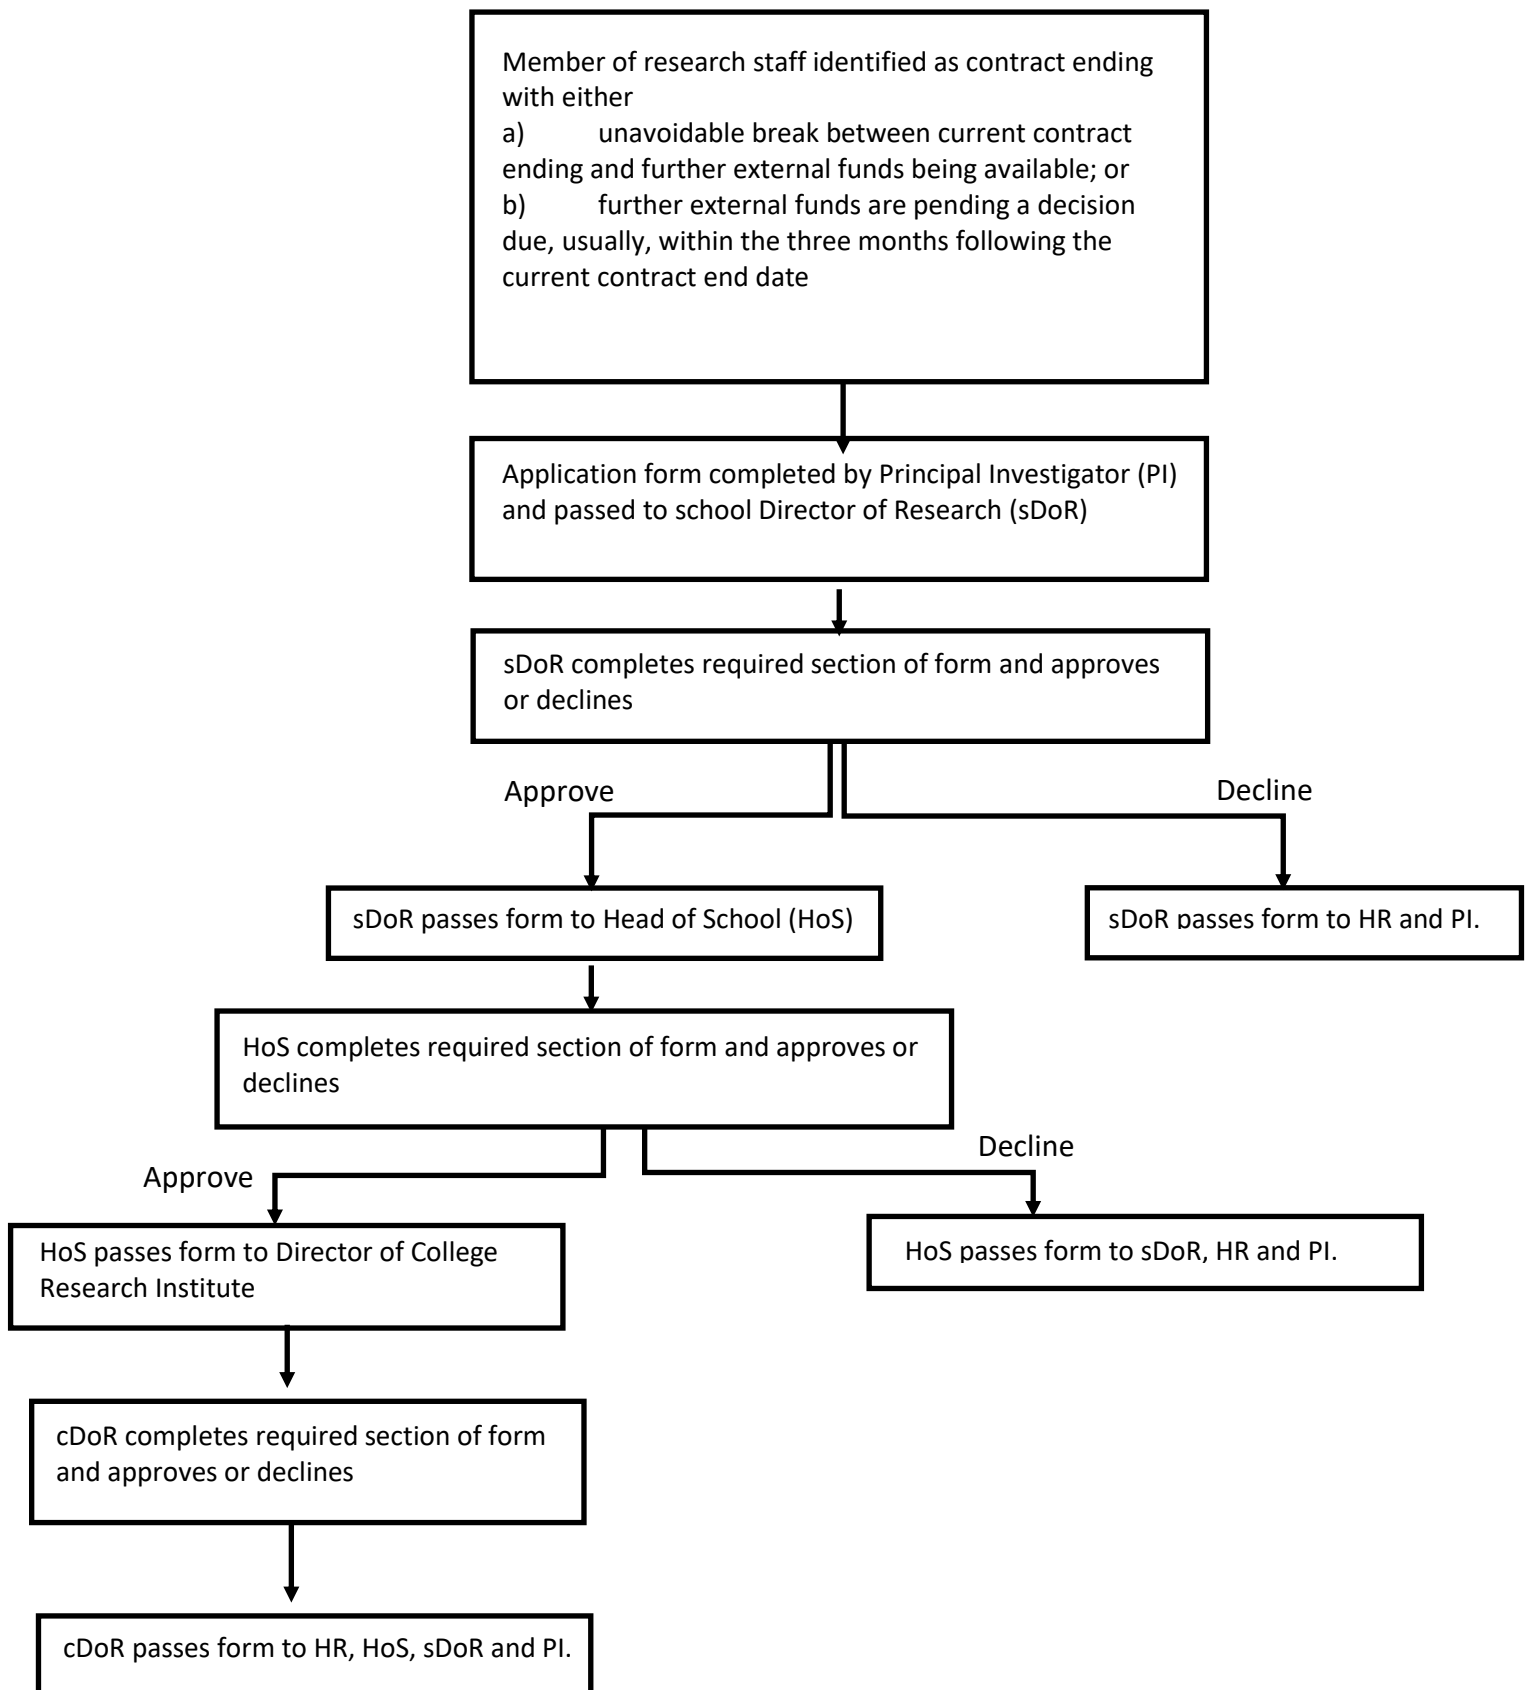 Member of research staff identified as contract ending
with either
a) unavoidable break between current contract
ending and further external funds being available; or
b) further external funds are pending a decision
due, usually, within the three months following the
current contract end date
Application form completed by Principal Investigator (PI)
and passed to school Director of Research (sDoR)
sDoR completes required section of form and approves
or declines
Approve
Decline
sDoR passes form to Head of School (HoS)
sDoR passes form to HR and PI.
HoS completes required section of form and approves or
declines
Approve
Decline
HoS passes form to Director of College
Research Institute
HoS passes form to sDoR, HR and PI.
cDoR completes required section of form
and approves or declines
cDoR passes form to HR, HoS, sDoR and PI.